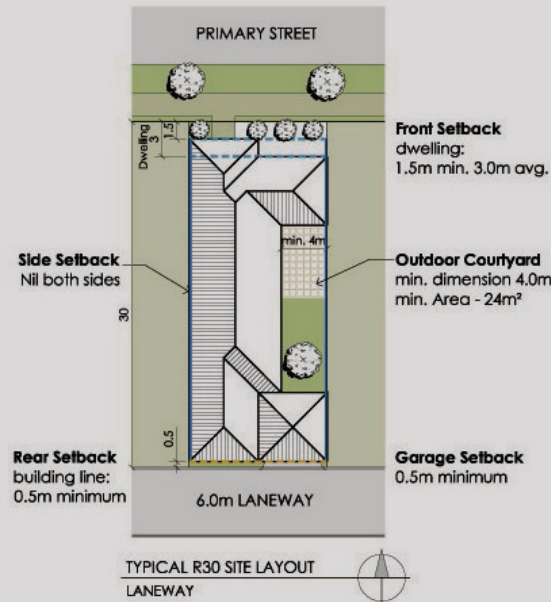 PRIMARY STREET
1.5
3
Dwelling
Front Setback
dwelling:
1.5m min. 3.0m avg.
min. 4m
Side Setback
Nil both sides
Outdoor Courtyard
min. dimension 4.0m
min. Area - 24m²
30
0.5
Rear Setback
building line:
0.5m minimum
Garage Setback
0.5m minimum
6.0m LANEWAY
TYPICAL R30 SITE LAYOUT
LANEWAY